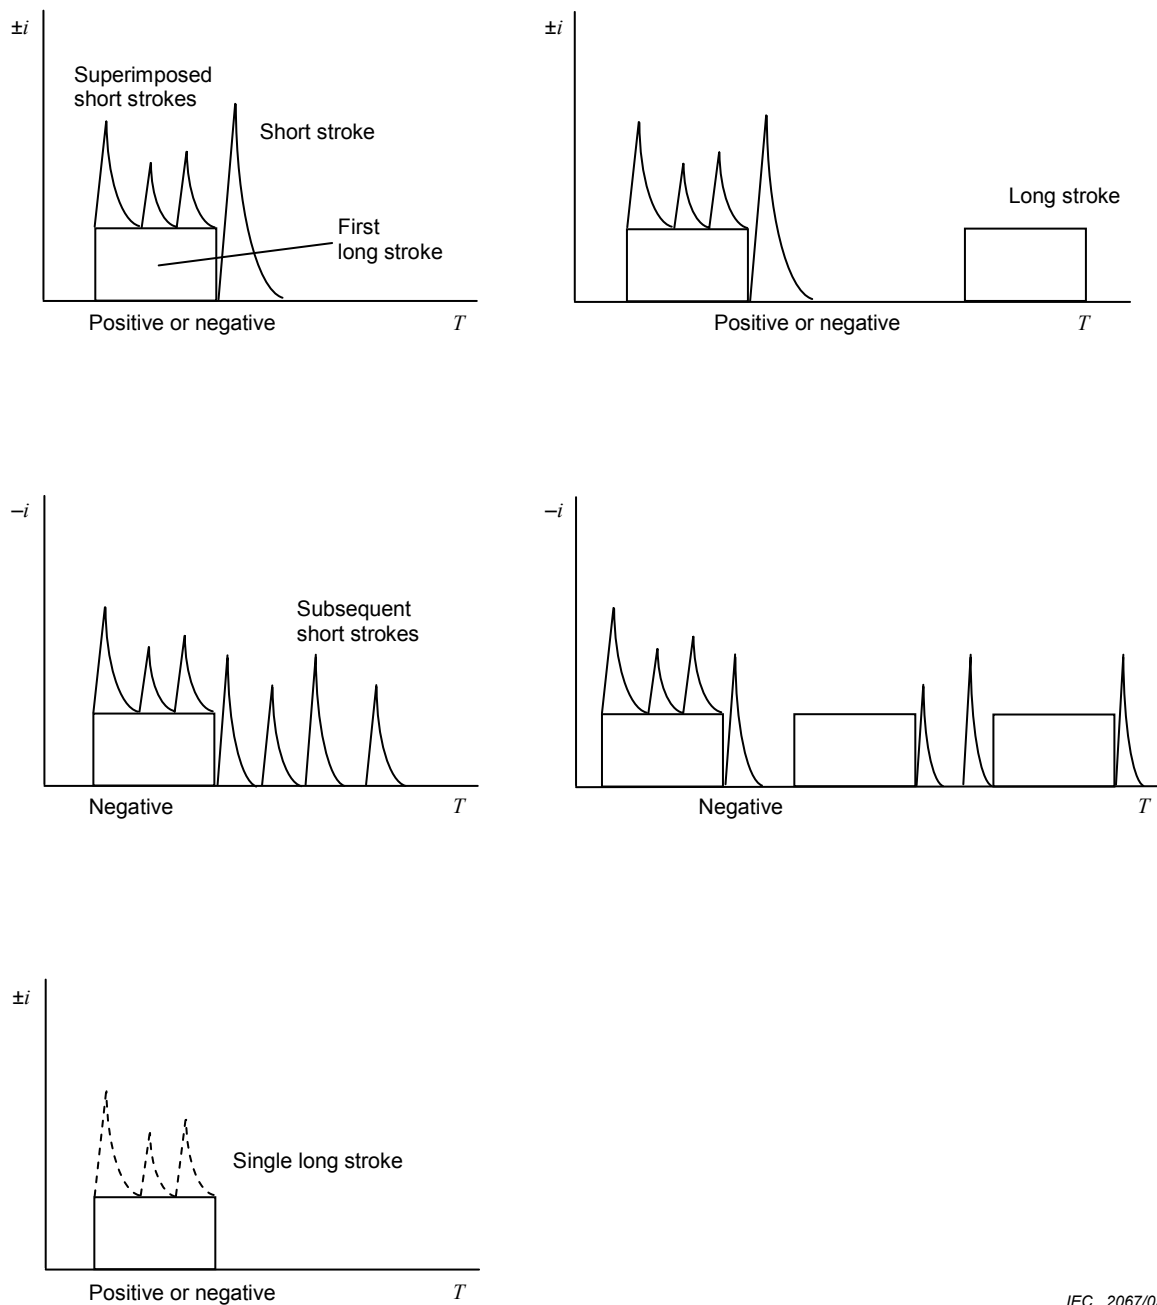 ±i
Superimposed
short strokes
Short stroke
First
long stroke
Positive or negative
T
±i
Long stroke
Positive or negative
T
–i
Subsequent
short strokes
Negative
T
–i
Negative
T
±i
Single long stroke
Positive or negative
T
IEC